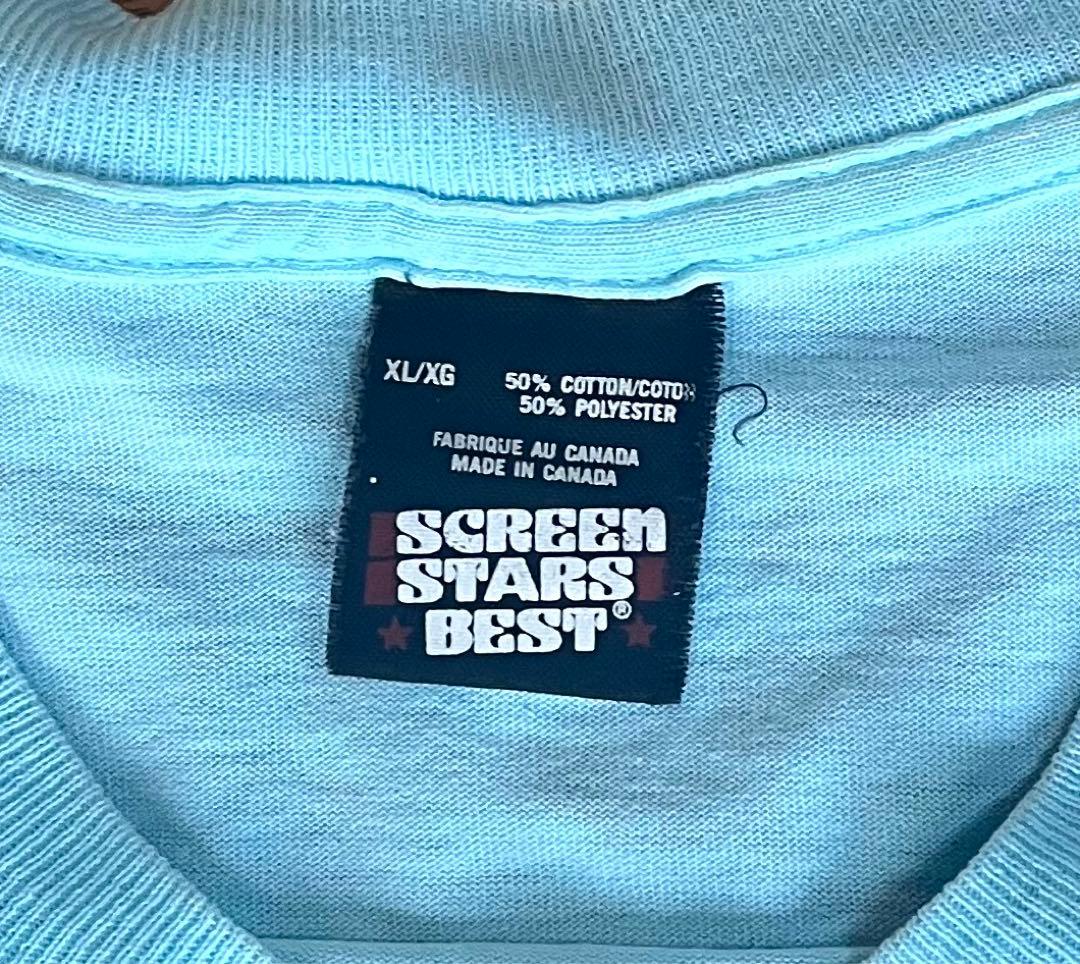 XL/XG 50% COTTON/COTON
50% POLYESTER
FABRIQUE AU CANADA
MADE IN CANADA
SCREEN
STARS
BEST®